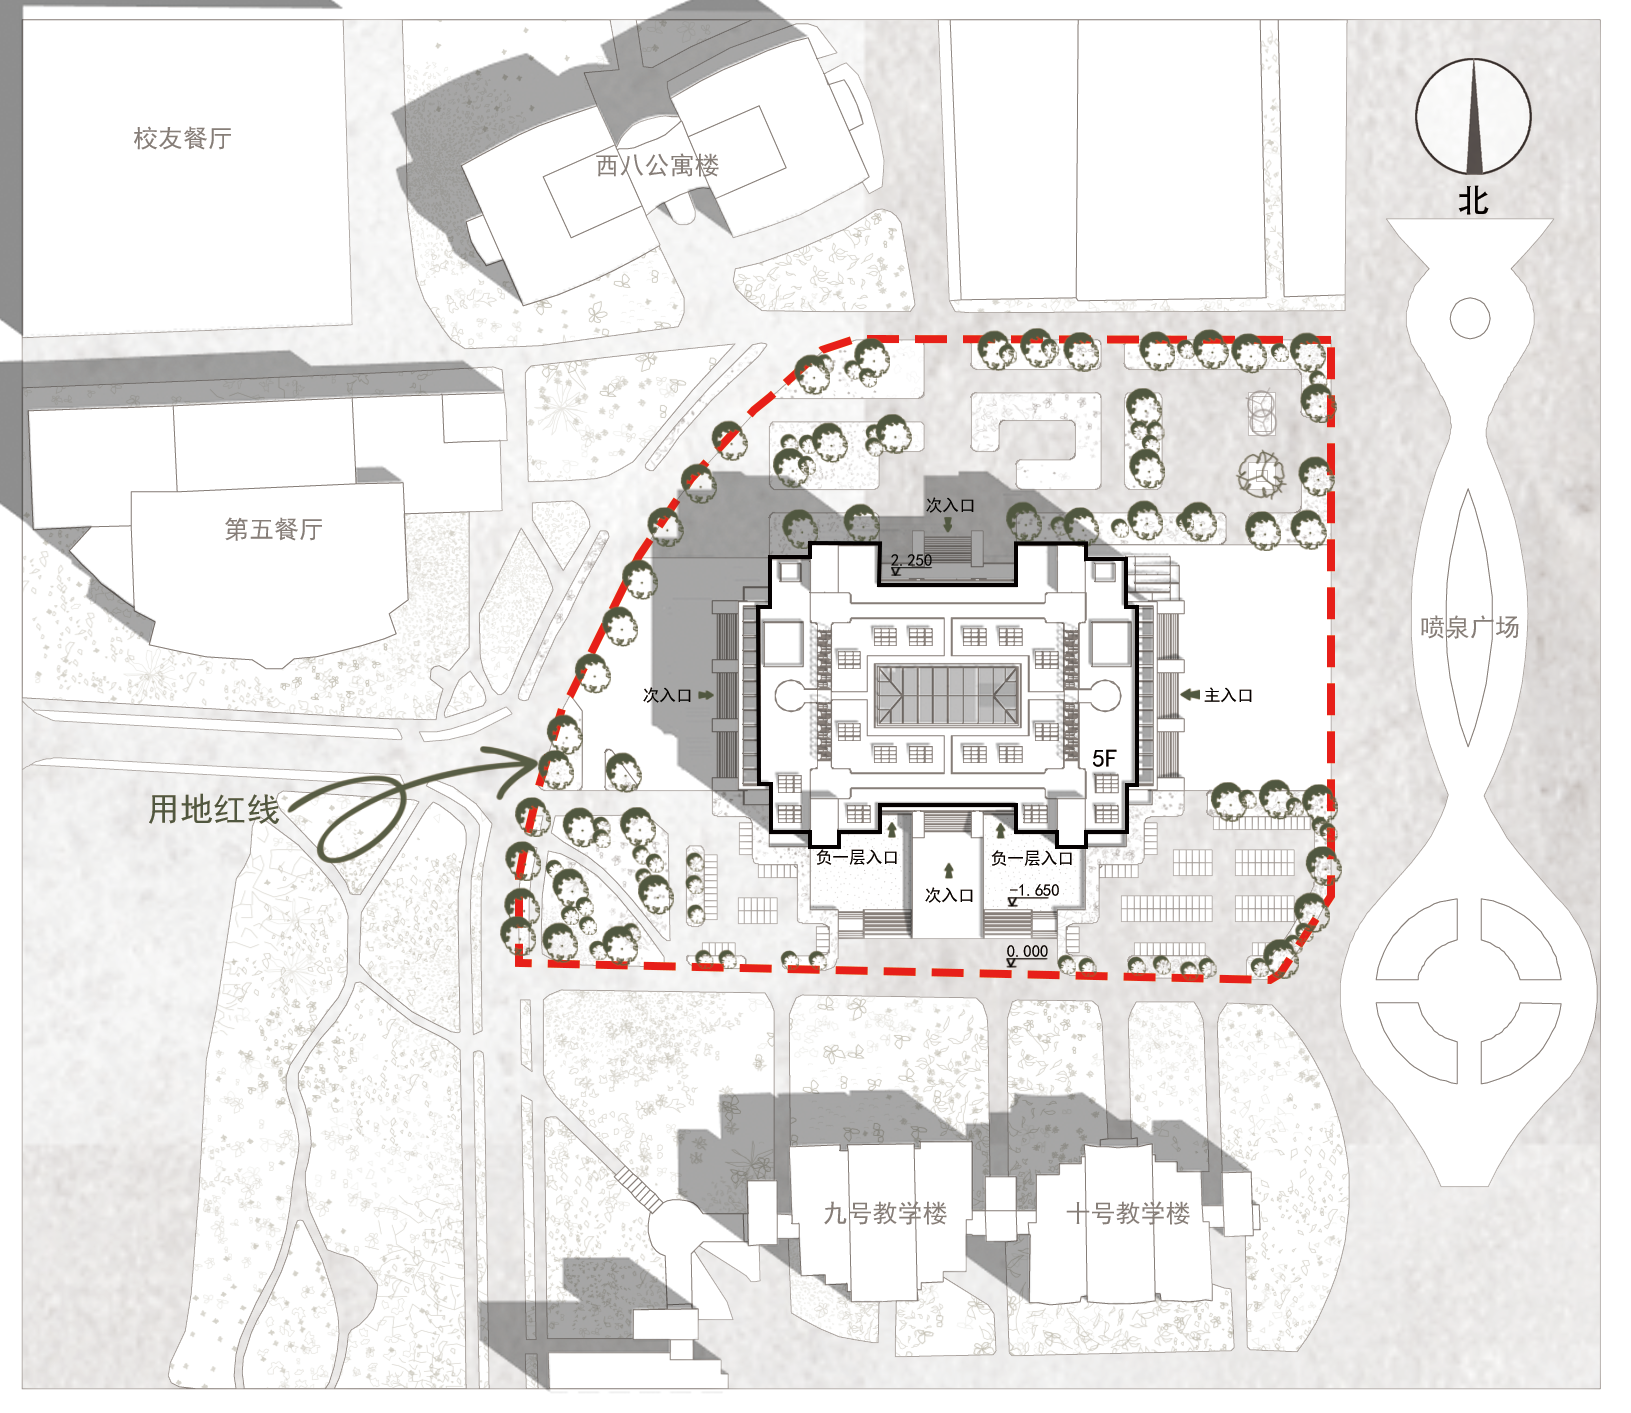 校友餐厅
西八公寓楼
北
第五餐厅
次入口
2.250
喷泉广场
次入口
主入口
5F
用地红线
负一层入口
负一层入口
次入口
-1.650
0.000
九号教学楼
十号教学楼